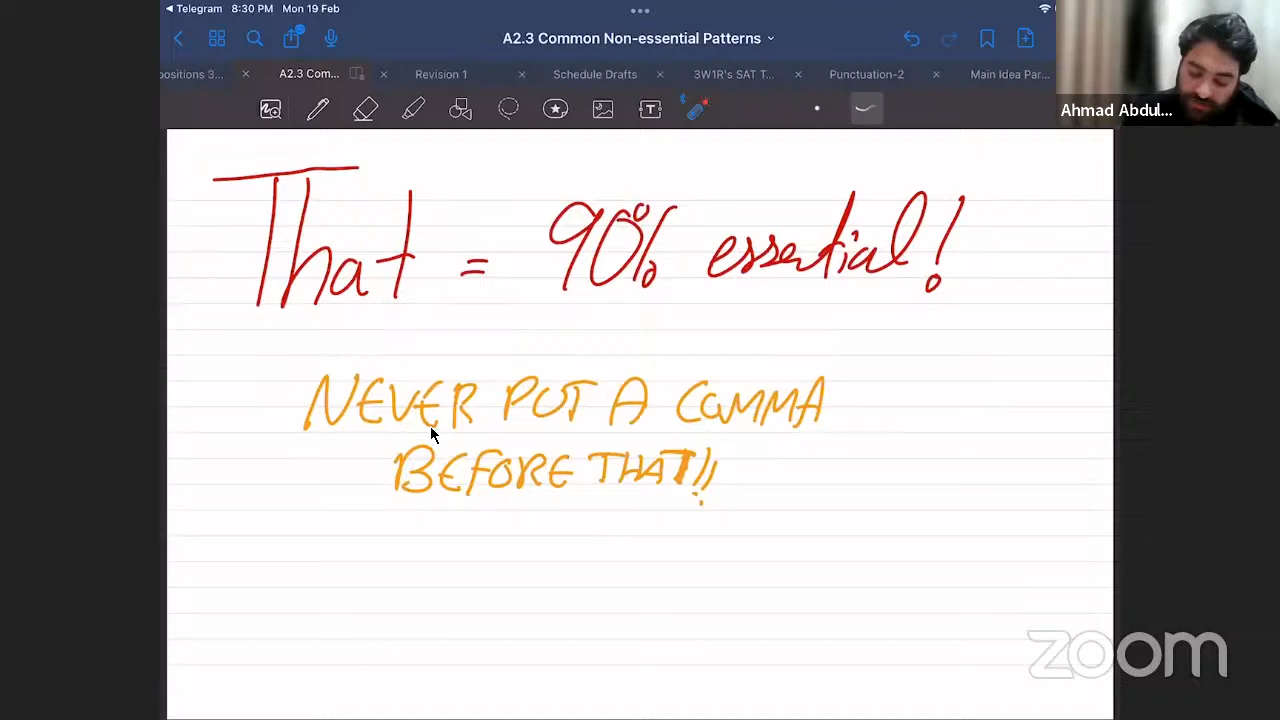 Telegram 8:30 PM Mon 19 Feb
A2.3 Common Non-essential Patterns
positions 3... A2.3 Com... Revision 1 Schedule Drafts 3W1R's SAT T... Punctuation-2 Main Idea Par...
Ahmad Abdul...
That = 90% essential!
NEVER PUT A COMMA
BEFORE THAT!!
zoom